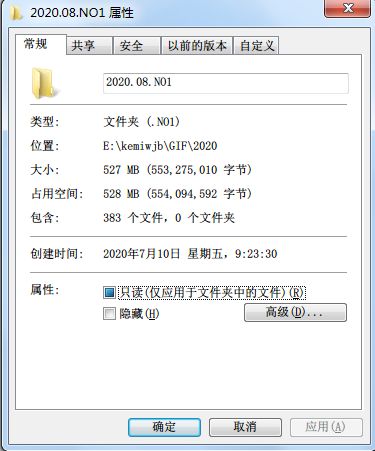 2020.08.NO1 属性
常规 共享 安全 以前的版本 自定义
2020.08.NO1
类型: 文件夹 (.NO1)
位置: E:\kemiwjb\GIF\2020
大小: 527 MB (553,275,010 字节)
占用空间: 528 MB (554,094,592 字节)
包含: 383 个文件，0 个文件夹
创建时间: 2020年7月10日 星期五，9:23:30
属性: 只读(仅应用于文件夹中的文件)(R)
隐藏(H) 高级(D)...
确定 取消 应用(A)